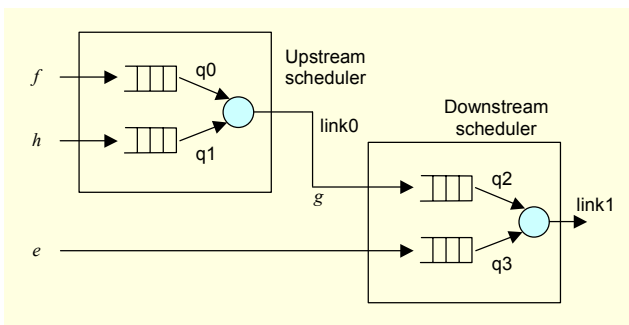 Upstream
scheduler
f
q0
h
q1
link0
Downstream
scheduler
g
q2
link1
e
q3